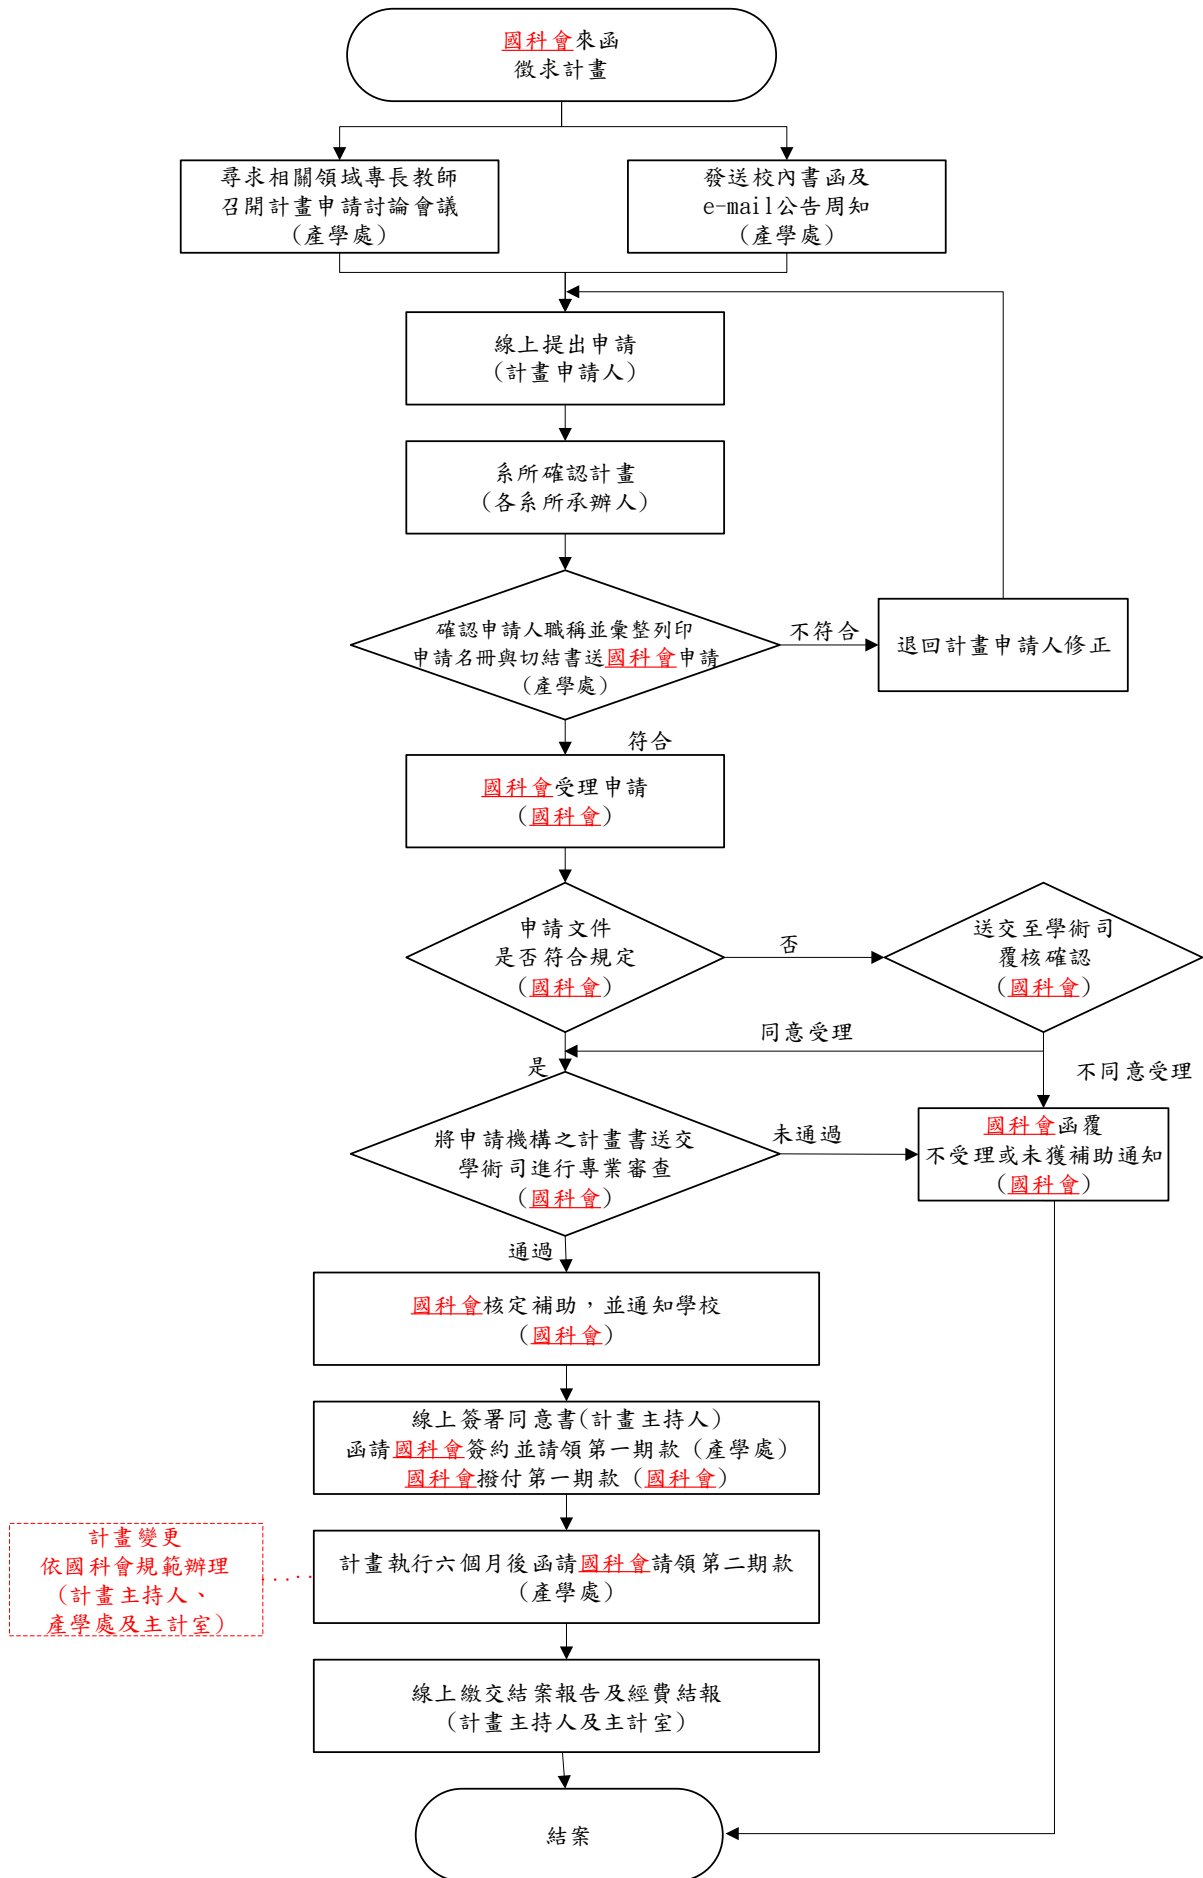 國科會來函
徵求計畫
尋求相關領域專長教師
召開計畫申請討論會議
(產學處)
發送校內書函及
e-mail公告周知
(產學處)
線上提出申請
(計畫申請人)
系所確認計畫
(各系所承辦人)
確認申請人職稱並彙整列印
申請名冊與切結書送國科會申請
(產學處)
不符合
退回計畫申請人修正
符合
國科會受理申請
(國科會)
申請文件
是否符合規定
(國科會)
否
送交至學術司
覆核確認
(國科會)
同意受理
是
不同意受理
將申請機構之計畫書送交
學術司進行專業審查
(國科會)
未通過
國科會函覆
不受理或未獲補助通知
(國科會)
通過
國科會核定補助，並通知學校
(國科會)
線上簽署同意書(計畫主持人)
函請國科會簽約並請領第一期款(產學處)
國科會撥付第一期款(國科會)
計畫變更
依國科會規範辦理
(計畫主持人、
產學處及主計室)
計畫執行六個月後函請國科會請領第二期款
(產學處)
線上繳交結案報告及經費結報
(計畫主持人及主計室)
結案